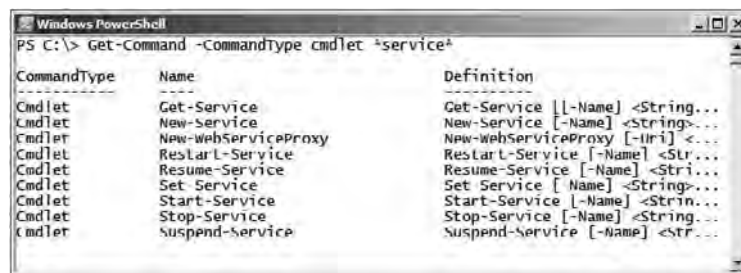 Windows PowerShell
PS C:\> Get-Command -CommandType cmdlet *service*
CommandType Name Definition
----------- ---- ----------
Cmdlet Get-Service Get-Service [[-Name] <String...
Cmdlet New-Service New-Service [-Name] <String>...
Cmdlet New-WebServiceProxy New-WebServiceProxy [-Uri] <...
Cmdlet Restart-Service Restart-Service [-Name] <Str...
Cmdlet Resume-Service Resume-Service [-Name] <Stri...
Cmdlet Set-Service Set-Service [-Name] <String>...
Cmdlet Start-Service Start-Service [-Name] <Strin...
Cmdlet Stop-Service Stop-Service [-Name] <String...
Cmdlet Suspend-Service Suspend-Service [-Name] <Str...